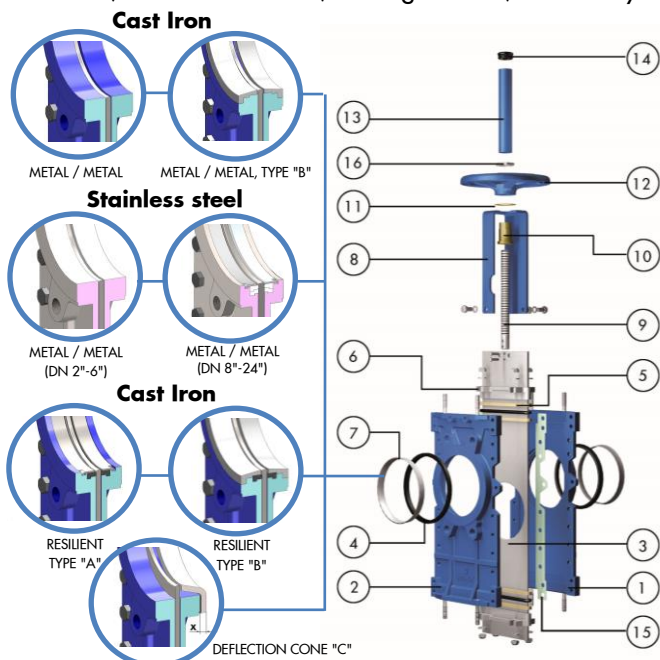 Cast Iron
METAL / METAL
METAL / METAL, TYPE "B"
Stainless steel
METAL / METAL
(DN 2"-6")
METAL / METAL
(DN 8"-24")
Cast Iron
RESILIENT
TYPE "A"
RESILIENT
TYPE "B"
x
DEFLECTION CONE "C"
14
13
16
12
11
8
10
9
6
5
7
4
3
2
1
15